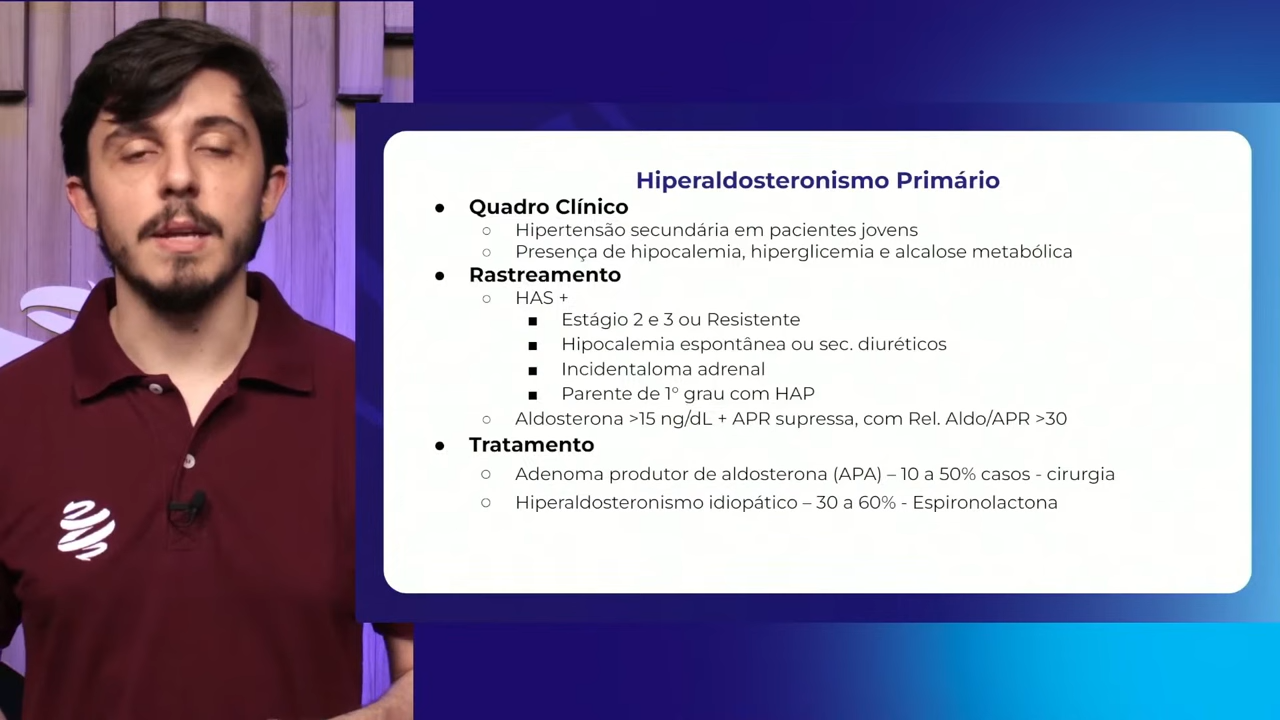 Hiperaldosteronismo Primário
● Quadro Clínico
○ Hipertensão secundária em pacientes jovens
○ Presença de hipocalemia, hiperglicemia e alcalose metabólica
● Rastreamento
○ HAS +
■ Estágio 2 e 3 ou Resistente
■ Hipocalemia espontânea ou sec. diuréticos
■ Incidentaloma adrenal
■ Parente de 1° grau com HAP
○ Aldosterona >15 ng/dL + APR supressa, com Rel. Aldo/APR >30
● Tratamento
○ Adenoma produtor de aldosterona (APA) – 10 a 50% casos - cirurgia
○ Hiperaldosteronismo idiopático – 30 a 60% - Espironolactona